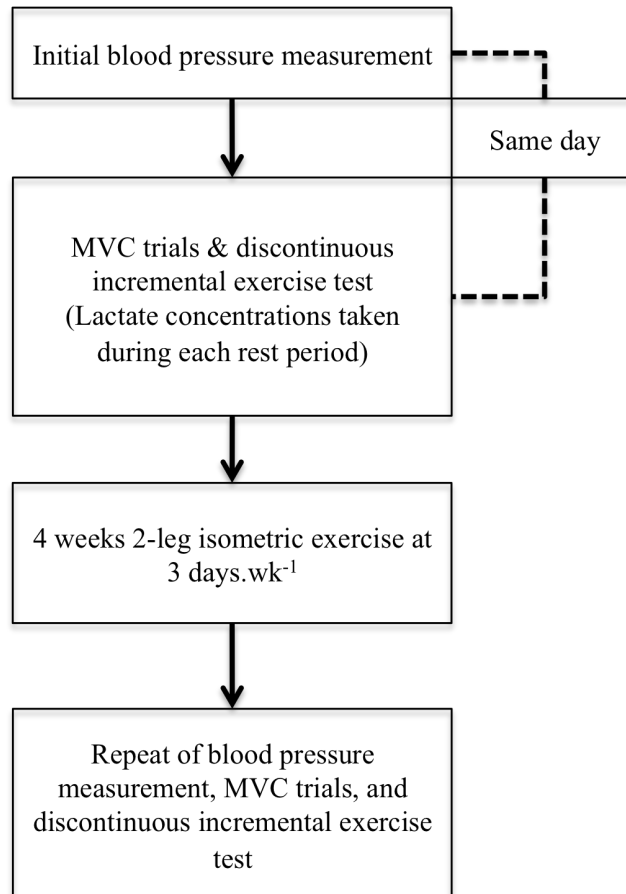 Initial blood pressure measurement
Same day
MVC trials & discontinuous
incremental exercise test
(Lactate concentrations taken
during each rest period)
4 weeks 2-leg isometric exercise at
3 days.wk⁻¹
Repeat of blood pressure
measurement, MVC trials, and
discontinuous incremental exercise
test